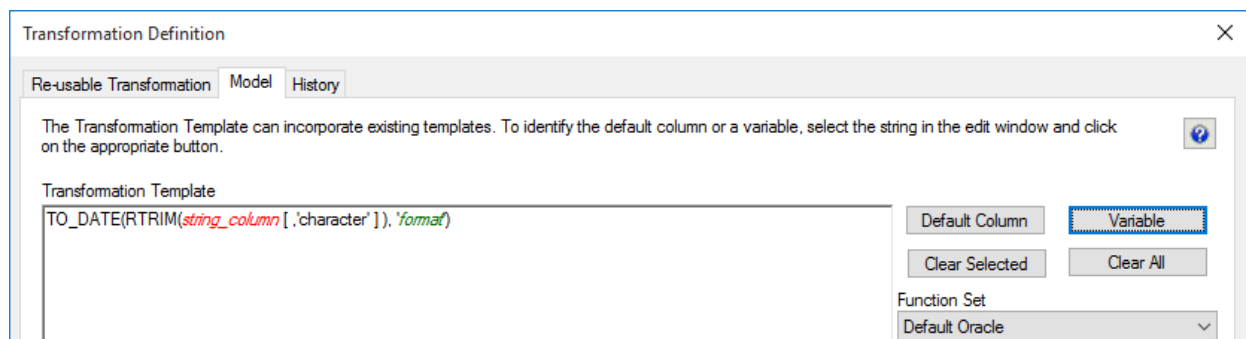 Transformation Definition
Re-usable Transformation Model History
The Transformation Template can incorporate existing templates. To identify the default column or a variable, select the string in the edit window and click
on the appropriate button.
Transformation Template
TO_DATE(RTRIM(string_column [ ,'character' ] ), 'format')
Default Column Variable
Clear Selected Clear All
Function Set
Default Oracle